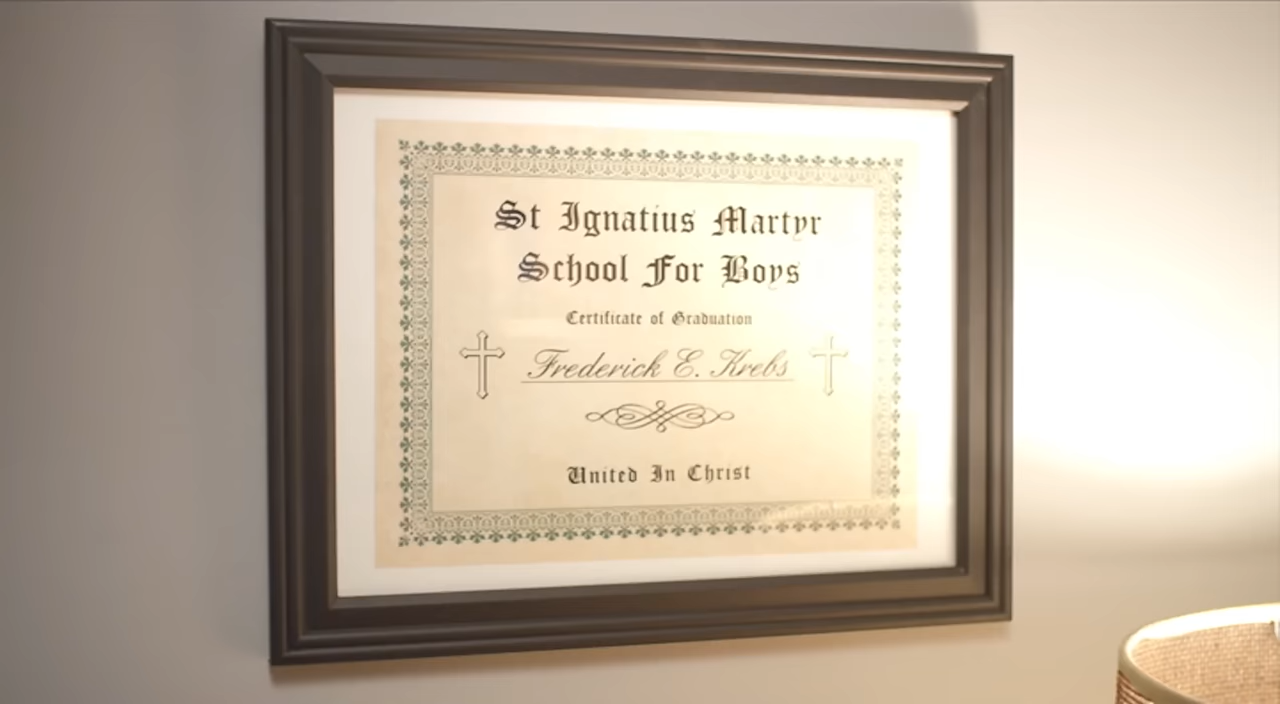 St Ignatius Martyr
School For Boys
Certificate of Graduation
Frederick E. Krebs
United In Christ